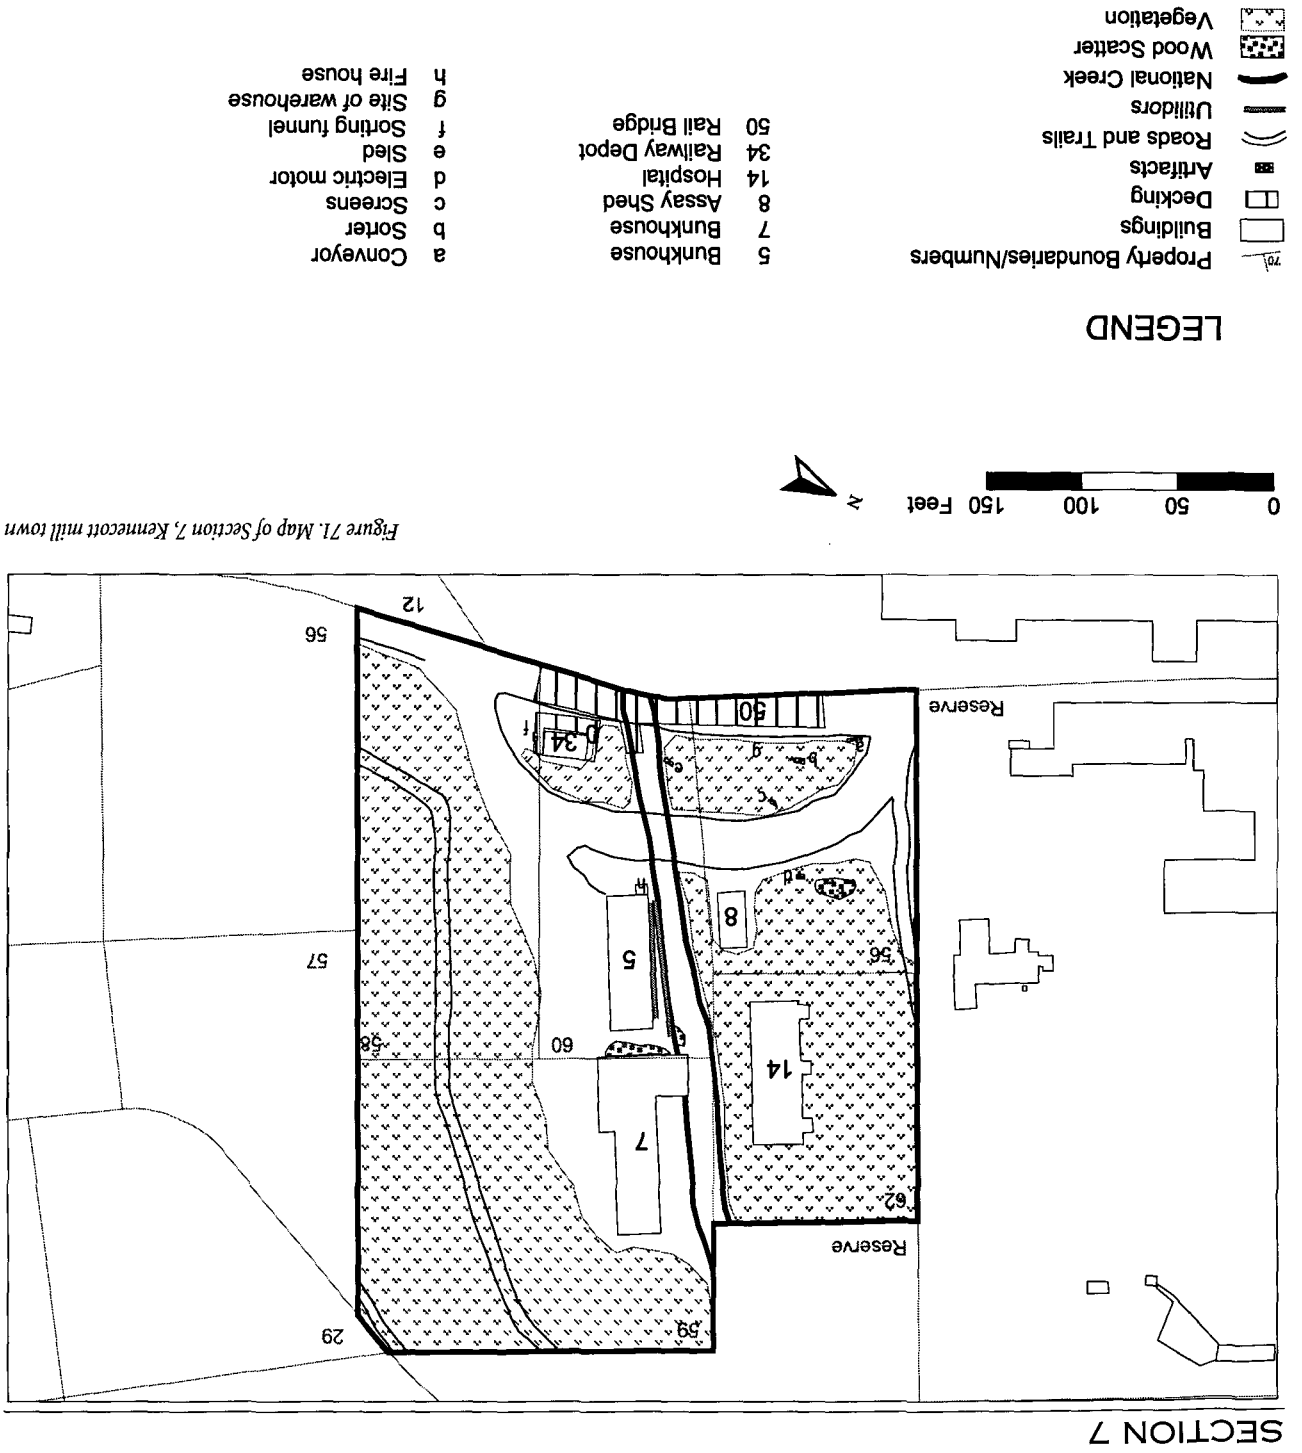 SECTION 7
59
29
Reserve
62
7
14
60
58
56
5
57
8
d
h
c
a
b
g
e
D
34
f
Reserve
50
56
12
Figure 71. Map of Section 7, Kennecott mill town
0 50 100 150 Feet
N
LEGEND
70 Property Boundaries/Numbers
Buildings
Decking
Artifacts
Roads and Trails
Utilidors
National Creek
Wood Scatter
Vegetation
5 Bunkhouse
7 Bunkhouse
8 Assay Shed
14 Hospital
34 Railway Depot
50 Rail Bridge
a Conveyor
b Sorter
c Screens
d Electric motor
e Sled
f Sorting funnel
g Site of warehouse
h Fire house